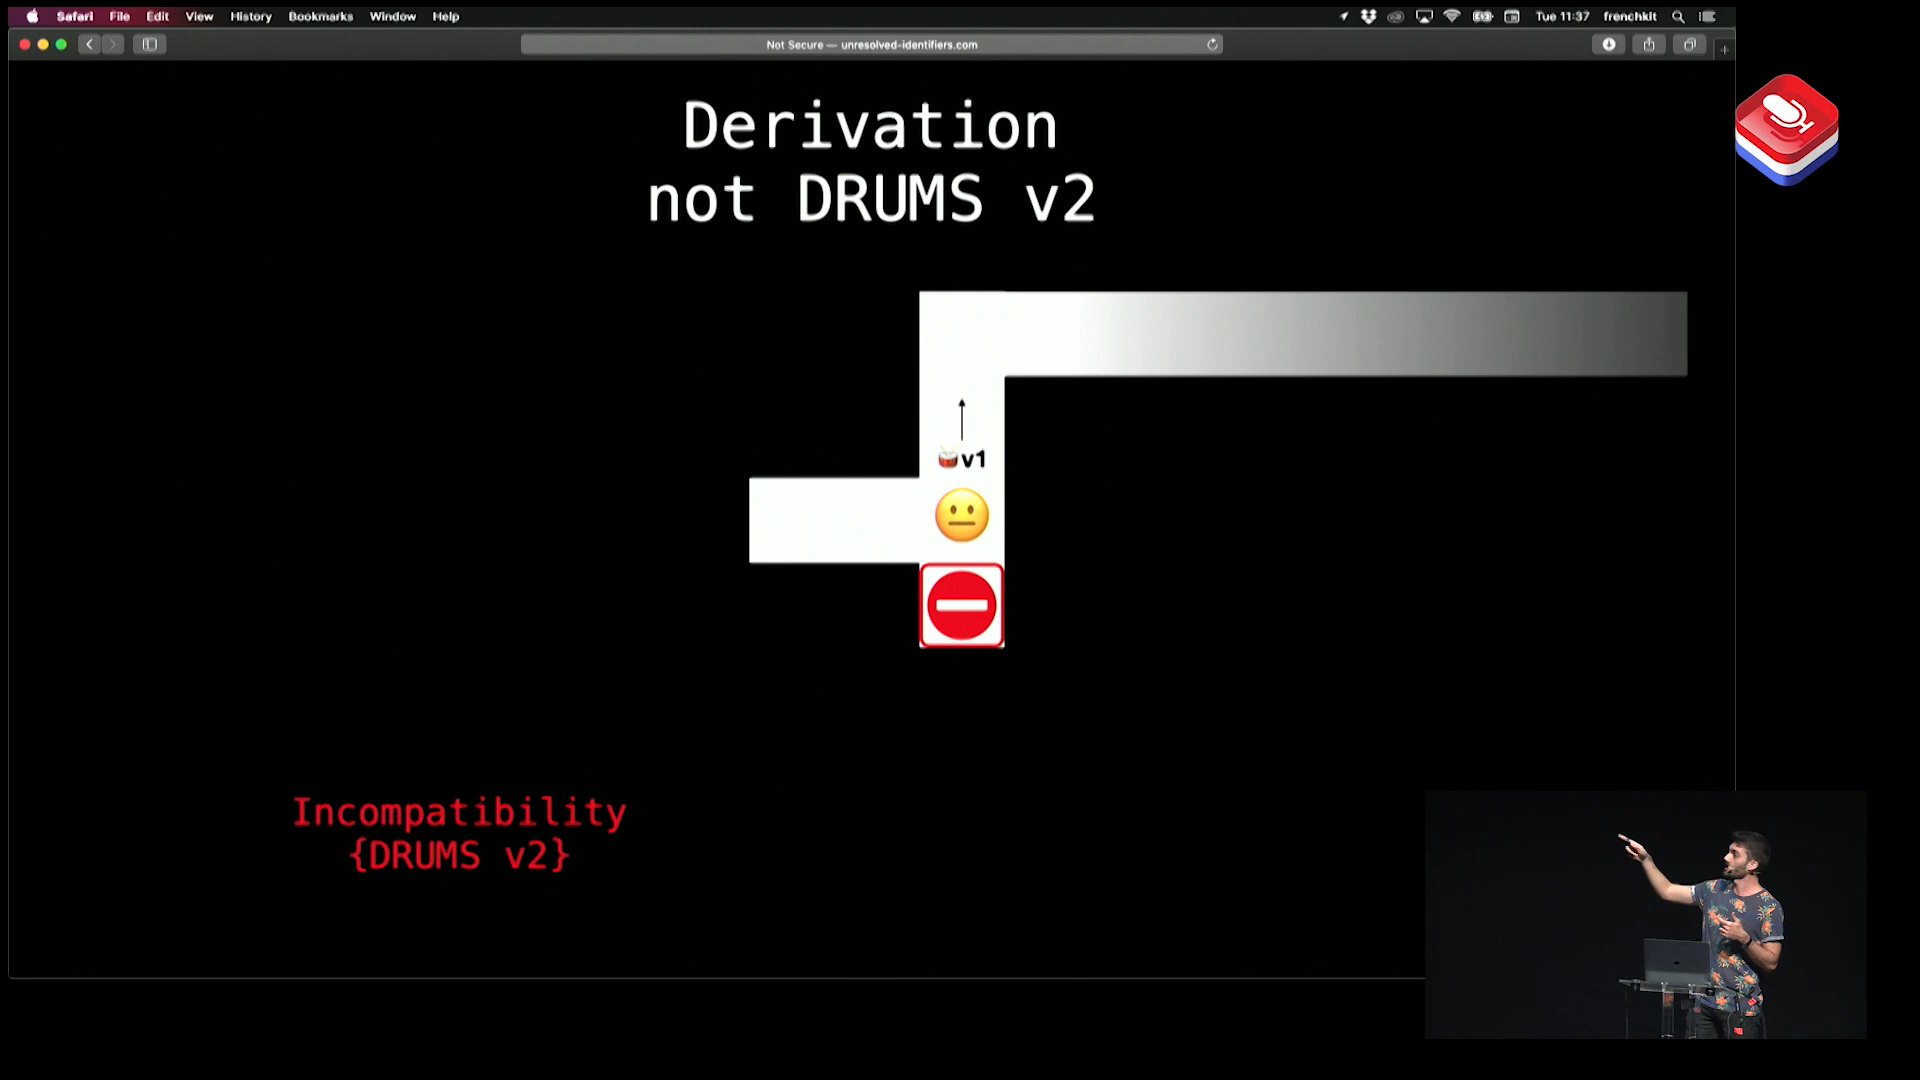 Safari File Edit View History Bookmarks Window Help
Tue 11:37 frenchkit
Not Secure — unresolved-identifiers.com
Derivation
not DRUMS v2
v1
Incompatibility
{DRUMS v2}